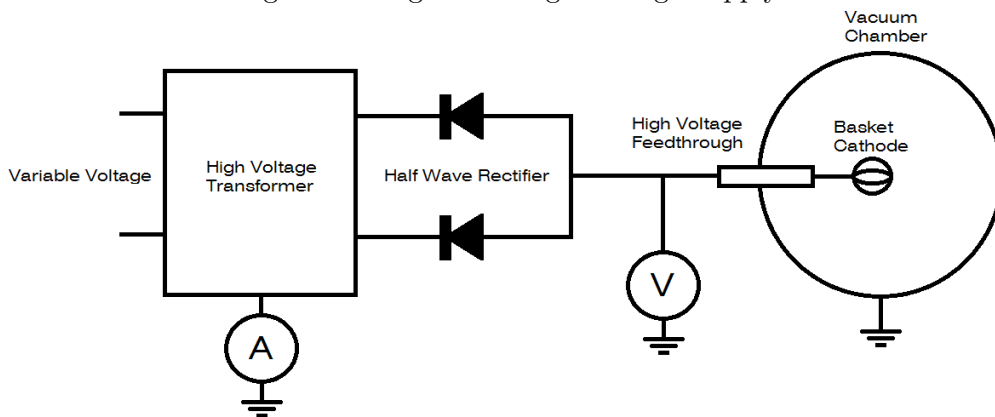 Vacuum
Chamber
High Voltage
Feedthrough
Basket
Cathode
Variable Voltage
High Voltage
Transformer
Half Wave Rectifier
V
A